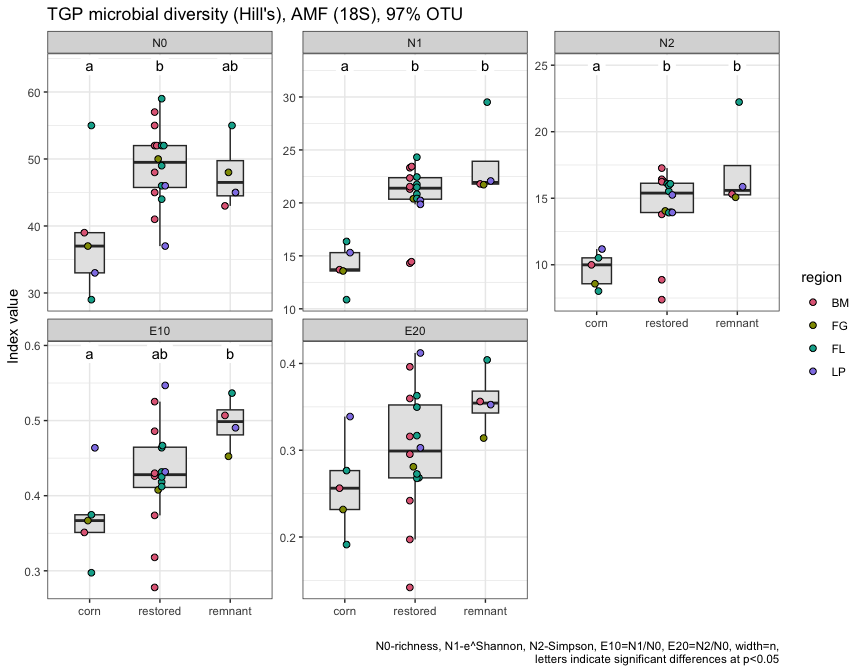 TGP microbial diversity (Hill's), AMF (18S), 97% OTU
N0
N1
N2
a b ab
a b b
a b b
60
50
40
30
30
25
20
15
10
25
20
15
10
corn restored remnant
Index value
E10
E20
a ab b
0.6
0.5
0.4
0.3
0.4
0.3
0.2
corn restored remnant
corn restored remnant
region
BM
FG
FL
LP
N0-richness, N1-e^Shannon, N2-Simpson, E10=N1/N0, E20=N2/N0, width=n,
letters indicate significant differences at p<0.05